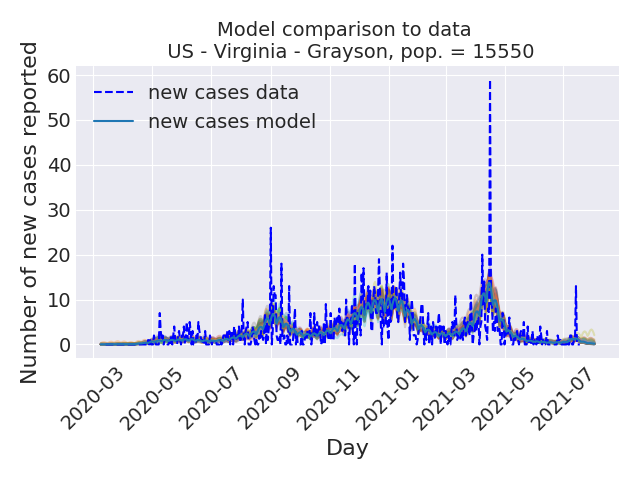 Model comparison to data
US - Virginia - Grayson, pop. = 15550
Number of new cases reported
60
50
40
30
20
10
0
new cases data
new cases model
2020-03
2020-05
2020-07
2020-09
2020-11
2021-01
2021-03
2021-05
2021-07
Day